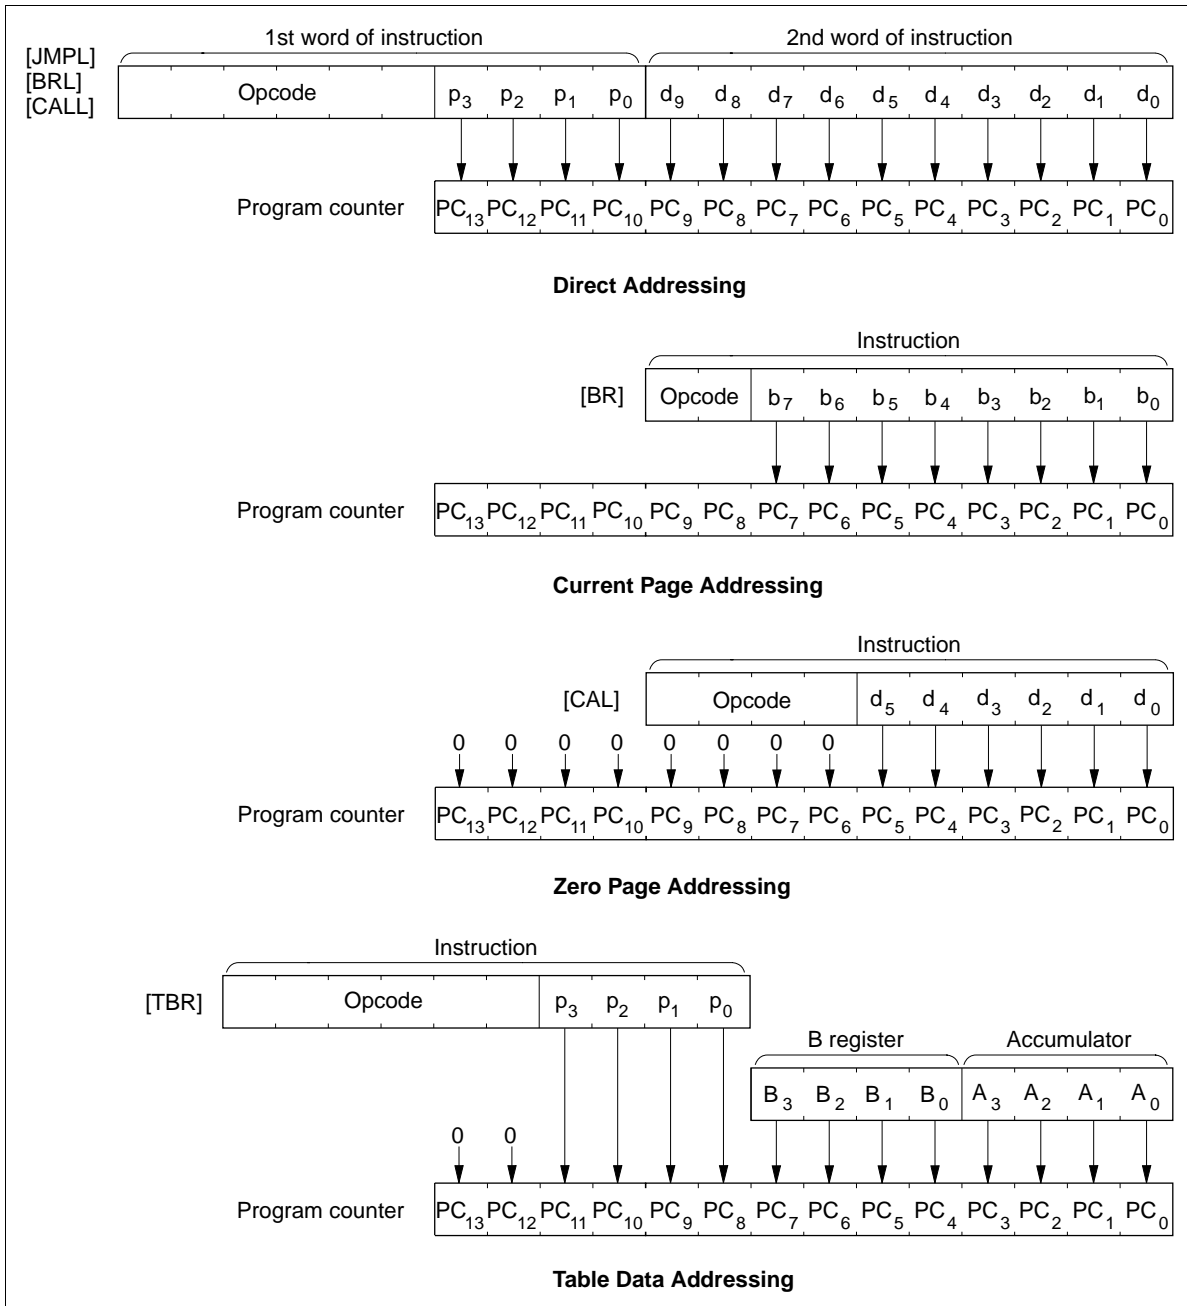 1st word of instruction 2nd word of instruction
[JMPL]
[BRL]
[CALL]
Opcode p3 p2 p1 p0 d9 d8 d7 d6 d5 d4 d3 d2 d1 d0
Program counter PC13 PC12 PC11 PC10 PC9 PC8 PC7 PC6 PC5 PC4 PC3 PC2 PC1 PC0
Direct Addressing
Instruction
[BR] Opcode b7 b6 b5 b4 b3 b2 b1 b0
Program counter PC13 PC12 PC11 PC10 PC9 PC8 PC7 PC6 PC5 PC4 PC3 PC2 PC1 PC0
Current Page Addressing
Instruction
[CAL] Opcode d5 d4 d3 d2 d1 d0
0 0 0 0 0 0 0 0
Program counter PC13 PC12 PC11 PC10 PC9 PC8 PC7 PC6 PC5 PC4 PC3 PC2 PC1 PC0
Zero Page Addressing
Instruction
[TBR] Opcode p3 p2 p1 p0
B register Accumulator
B3 B2 B1 B0 A3 A2 A1 A0
0 0
Program counter PC13 PC12 PC11 PC10 PC9 PC8 PC7 PC6 PC5 PC4 PC3 PC2 PC1 PC0
Table Data Addressing